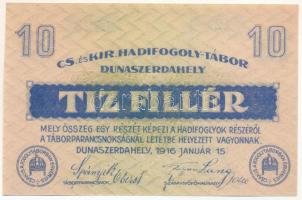 10 10
CS. és KIR. HADIFOGOLY-TÁBOR
DUNASZERDAHELY
TIZ FILLÉR
MELY ÖSSZEG EGY RÉSZÉT KÉPEZI A HADIFOGLYOK RÉSZÉRŐL
A TÁBORPARANCSNOKSÁGNÁL LETÉTBE HELYEZETT VAGYONNAK.
DUNASZERDAHELY, 1916 JANUÁR 15